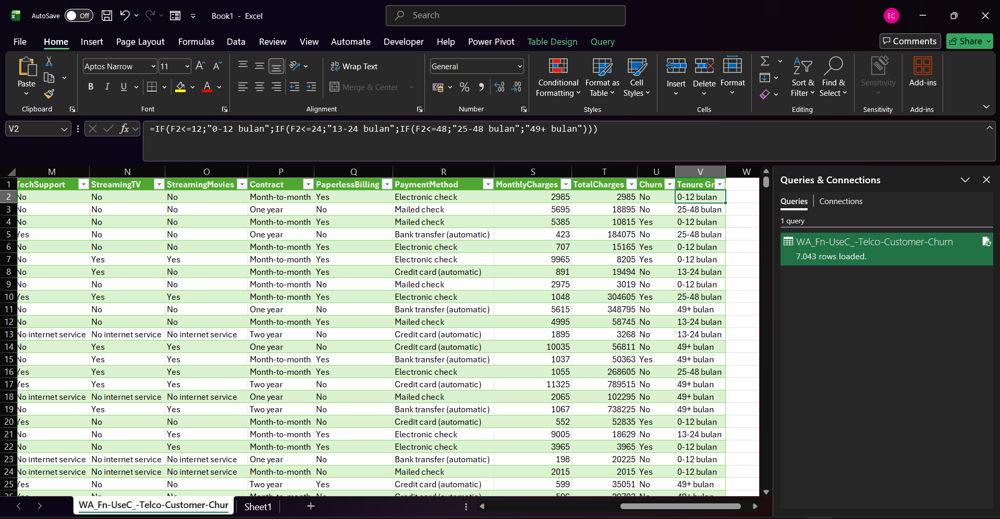 AutoSave Off Book1 - Excel Search EC
File Home Insert Page Layout Formulas Data Review View Automate Developer Help Power Pivot Table Design Query Comments Share
Paste
Clipboard
Aptos Narrow 11
B I U A
Font
Wrap Text
Merge & Center
Alignment
General
Number
Conditional Formatting
Format as Table
Cell Styles
Styles
Insert Delete Format
Cells
Sort & Filter
Find & Select
Editing
Sensitivity
Sensitivity
Add-ins
Add-ins
V2 fx =IF(F2<=12;"0-12 bulan";IF(F2<=24;"13-24 bulan";IF(F2<=48;"25-48 bulan";"49+ bulan")))
M N O P Q R S T U V W
1 TechSupport StreamingTV StreamingMovies Contract PaperlessBilling PaymentMethod MonthlyCharges TotalCharges Churn Tenure Gr
2 No No No Month-to-month Yes Electronic check 2985 2985 No 0-12 bulan
3 No No No One year No Mailed check 5695 18895 No 25-48 bulan
4 No No No Month-to-month Yes Mailed check 5385 10815 Yes 0-12 bulan
5 Yes No No One year No Bank transfer (automatic) 423 184075 No 25-48 bulan
6 No No No Month-to-month Yes Electronic check 707 15165 Yes 0-12 bulan
7 No Yes Yes Month-to-month Yes Electronic check 9965 8205 Yes 0-12 bulan
8 No Yes No Month-to-month Yes Credit card (automatic) 891 19494 No 13-24 bulan
9 No No No Month-to-month No Mailed check 2975 3019 No 0-12 bulan
10 Yes Yes Yes Month-to-month Yes Electronic check 1048 304605 Yes 25-48 bulan
11 No No No One year No Bank transfer (automatic) 5615 348795 No 49+ bulan
12 No No No Month-to-month Yes Mailed check 4995 58745 No 13-24 bulan
13 No internet service No internet service No internet service Two year No Credit card (automatic) 1895 3268 No 13-24 bulan
14 No Yes Yes One year No Credit card (automatic) 10035 56811 No 49+ bulan
15 No Yes Yes Month-to-month Yes Bank transfer (automatic) 1037 50363 Yes 49+ bulan
16 Yes Yes Yes Month-to-month Yes Electronic check 1055 268605 No 25-48 bulan
17 Yes Yes Yes Two year No Credit card (automatic) 11325 789515 No 49+ bulan
18 No internet service No internet service No internet service One year No Mailed check 2065 102295 No 49+ bulan
19 No Yes Yes Two year No Bank transfer (automatic) 1067 738225 No 49+ bulan
20 Yes No No Month-to-month No Credit card (automatic) 552 52835 Yes 0-12 bulan
21 No No Yes Month-to-month Yes Electronic check 9005 18629 No 13-24 bulan
22 No No Yes Month-to-month Yes Electronic check 3965 3965 Yes 0-12 bulan
23 No internet service No internet service No internet service One year No Bank transfer (automatic) 198 20225 No 0-12 bulan
24 No internet service No internet service No internet service Month-to-month No Mailed check 2015 2015 Yes 0-12 bulan
25 Yes No No Two year Yes Credit card (automatic) 599 35051 No 49+ bulan
WA_Fn-UseC_-Telco-Customer-Chur Sheet1
Queries & Connections
Queries Connections
1 query
WA_Fn-UseC_-Telco-Customer-Churn
7.043 rows loaded.